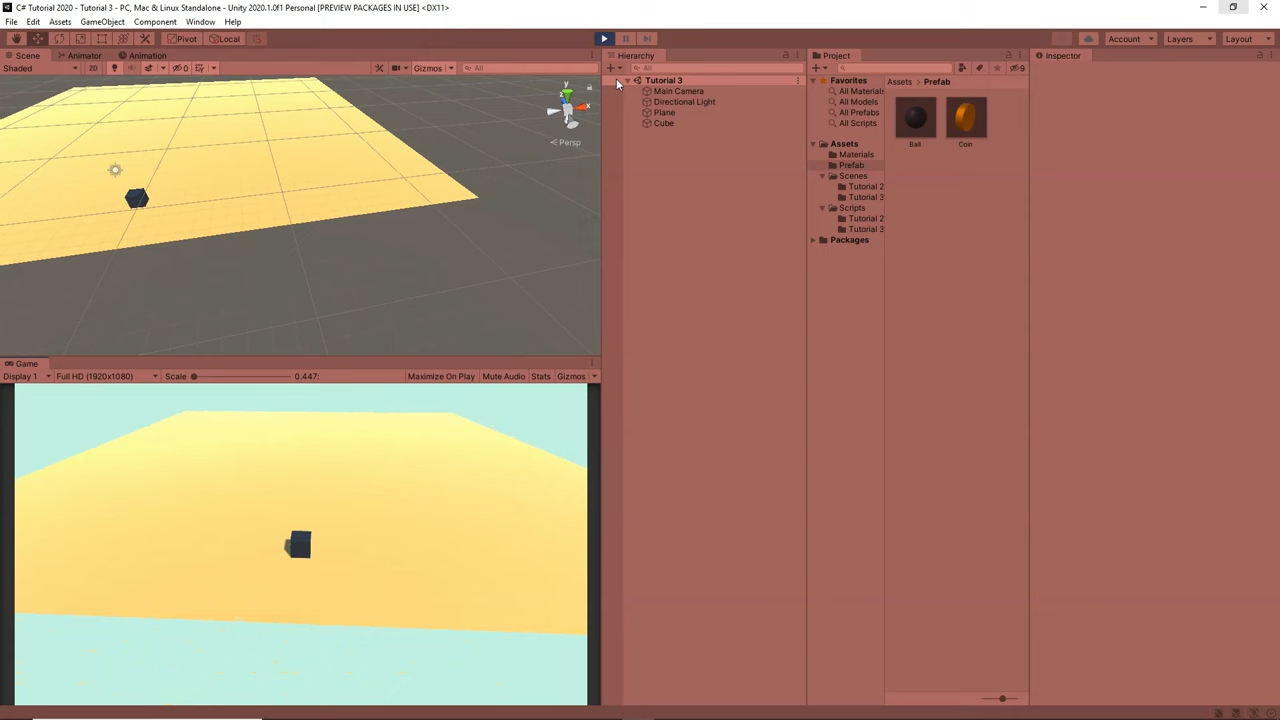 C# Tutorial 2020 - Tutorial 3 - PC, Mac & Linux Standalone - Unity 2020.1.0f1 Personal [PREVIEW PACKAGES IN USE] <DX11>
File Edit Assets GameObject Component Window Help
Pivot Local Account Layers Layout
Scene Animator Animation
Shaded 2D 0 Gizmos All
y
x
z
Persp
Hierarchy
All
Tutorial 3
Main Camera
Directional Light
Plane
Cube
Project
9
Favorites
All Materials
All Models
All Prefabs
All Scripts
Assets
Materials
Prefab
Scenes
Tutorial 2
Tutorial 3
Scripts
Tutorial 2
Tutorial 3
Packages
Assets > Prefab
Ball Coin
Inspector
Game
Display 1 Full HD (1920x1080) Scale 0.447: Maximize On Play Mute Audio Stats Gizmos